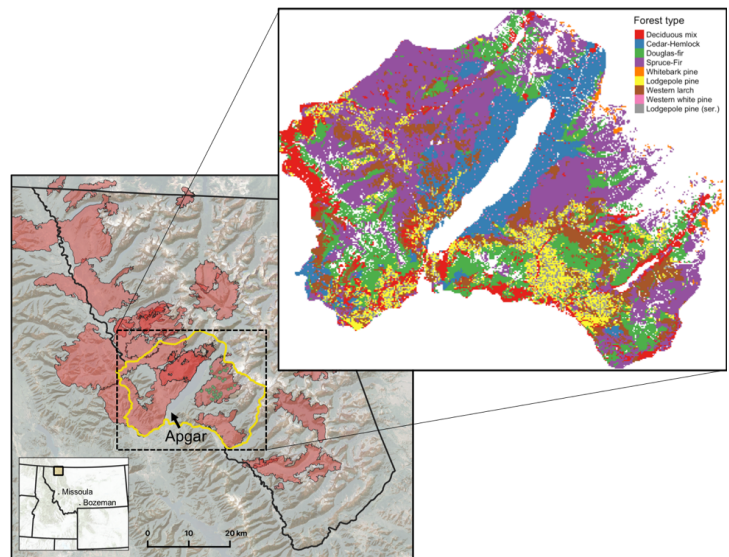 Forest type
Deciduous mix
Cedar-Hemlock
Douglas-fir
Spruce-Fir
Whitebark pine
Lodgepole pine
Western larch
Western white pine
Lodgepole pine (ser.)
Apgar
Missoula
Bozeman
0 10 20 km